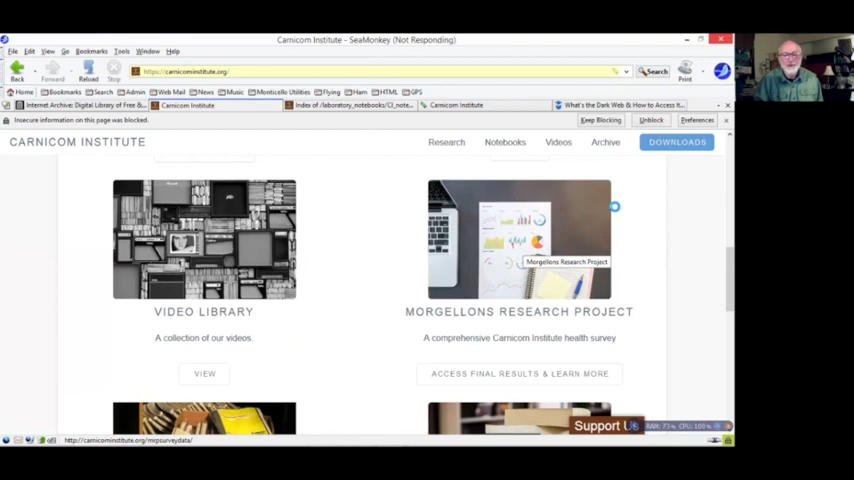 Carnicom Institute - SeaMonkey (Not Responding)
File Edit View Go Bookmarks Tools Window Help
Back Forward Reload Stop https://carnicominstitute.org/ Search Print
Home Bookmarks Search Admin Web Mail News Music Monticello Utilities Flying Ham HTML GPS
Internet Archive: Digital Library of Free &... Carnicom Institute Index of /laboratory_notebooks/CI_note... Carnicom Institute What's the Dark Web & How to Access It...
Insecure information on this page was blocked. Keep Blocking Unblock Preferences
CARNICOM INSTITUTE Research Notebooks Videos Archive DOWNLOADS
Morgellons Research Project
VIDEO LIBRARY MORGELLONS RESEARCH PROJECT
A collection of our videos. A comprehensive Carnicom Institute health survey
VIEW ACCESS FINAL RESULTS & LEARN MORE
Support Us RAM: 73% CPU: 100%
http://carnicominstitute.org/mrpsurveydata/